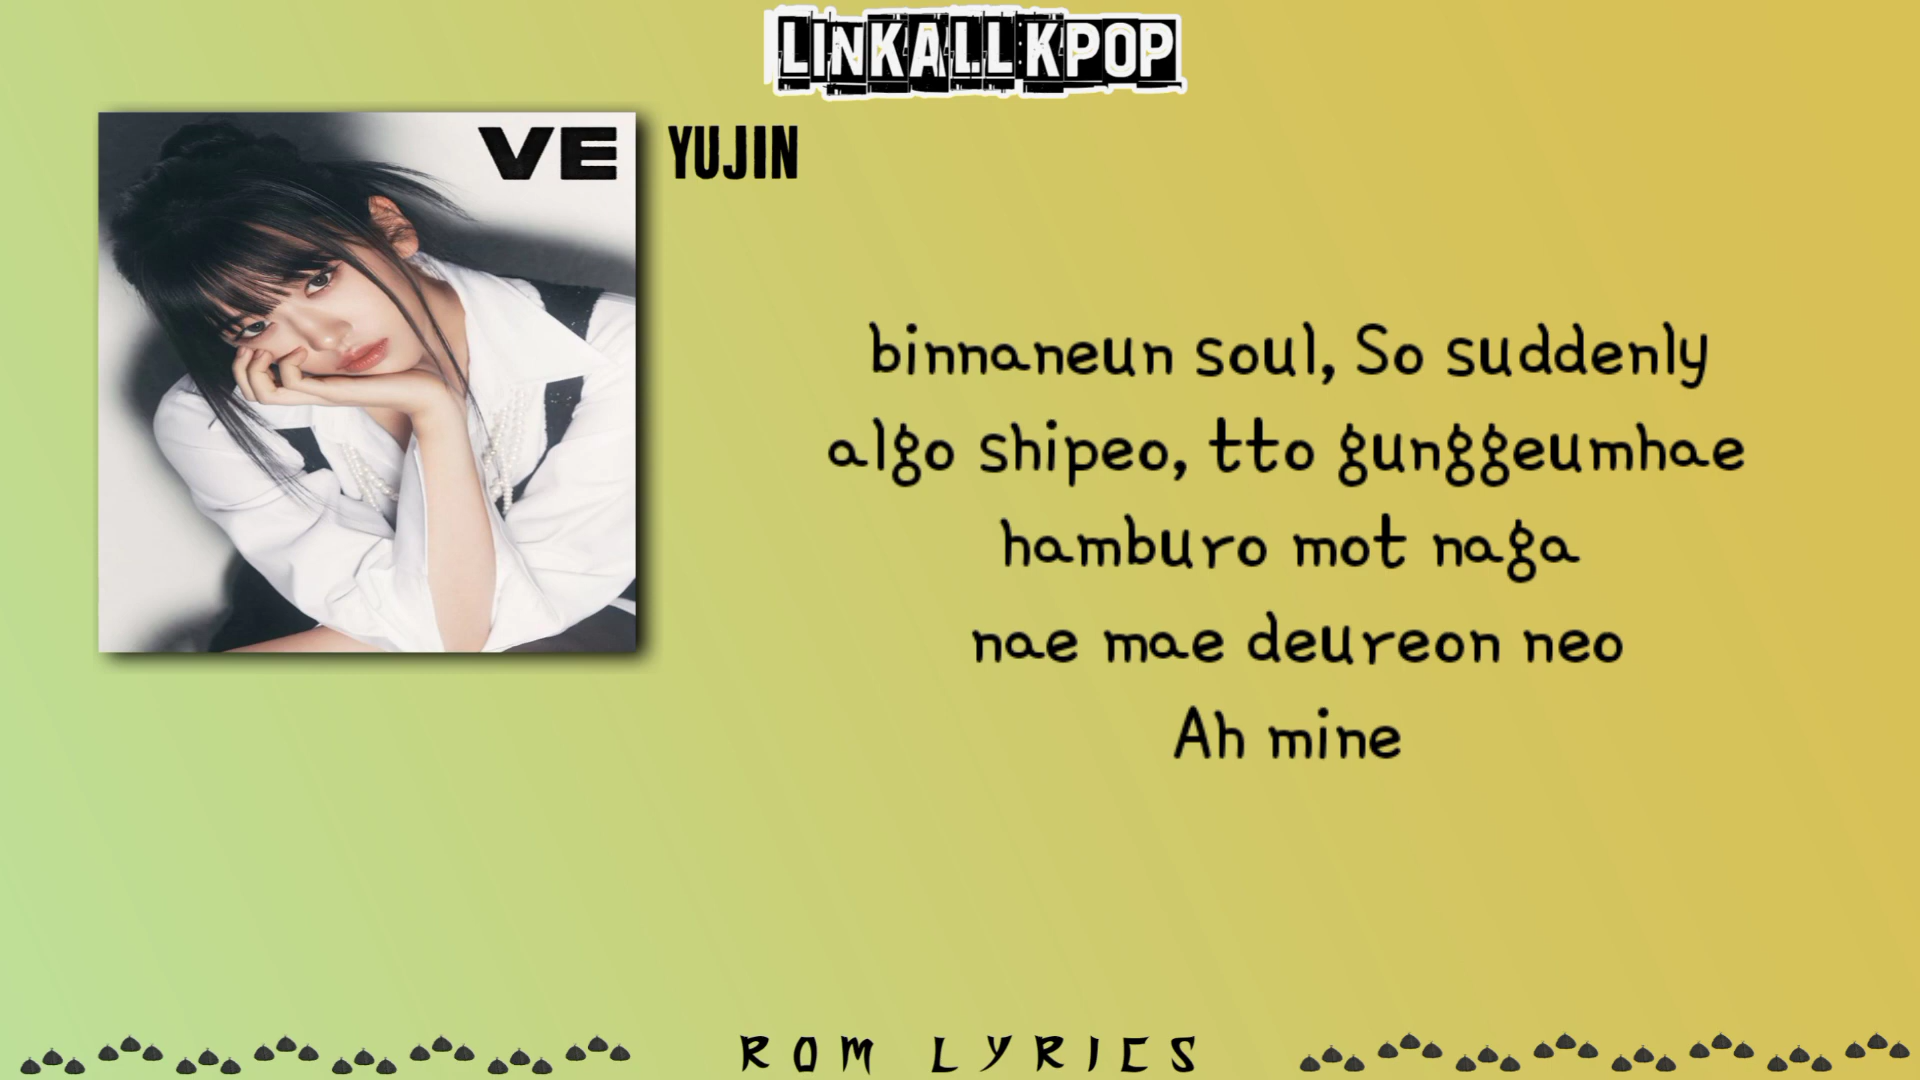 LINKALLKPOP
VE
YUJIN
binnaneun soul, So suddenly
algo shipeo, tto gunggeumhae
hamburo mot naga
nae mae deureon neo
Ah mine
ROM LYRICS